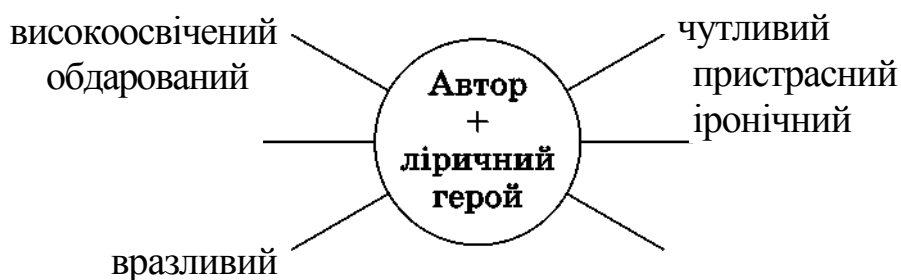 високоосвічений
обдарований
вразливий
Автор
+
ліричний
герой
чутливий
пристрасний
іронічний